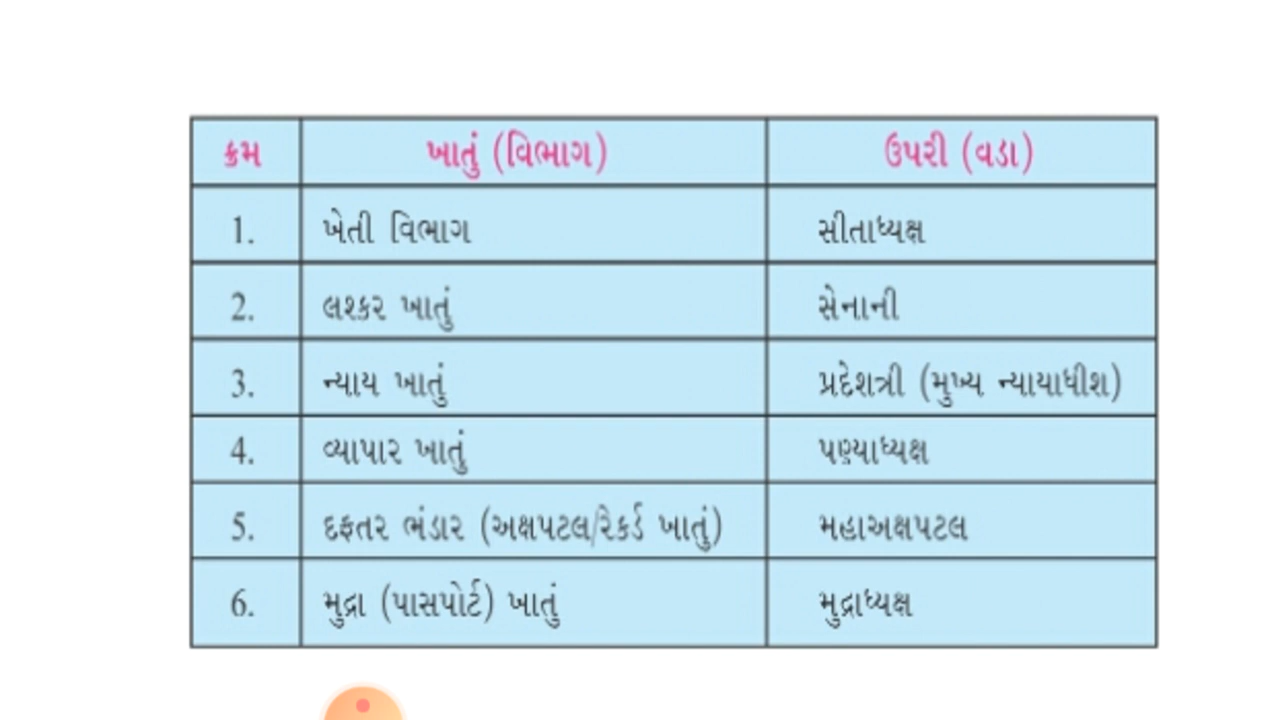 ક્રમ ખાતું (વિભાગ) ઉપરી (વડા)
1. ખેતી વિભાગ સીતાધ્યક્ષ
2. લશ્કર ખાતું સેનાની
3. ન્યાય ખાતું પ્રદેશત્રી (મુખ્ય ન્યાયાધીશ)
4. વ્યાપાર ખાતું પણ્યાધ્યક્ષ
5. દફતર ભંડાર (અક્ષપટલ/રેકર્ડ ખાતું) મહાઅક્ષપટલ
6. મુદ્રા (પાસપોર્ટ) ખાતું મુદ્રાધ્યક્ષ